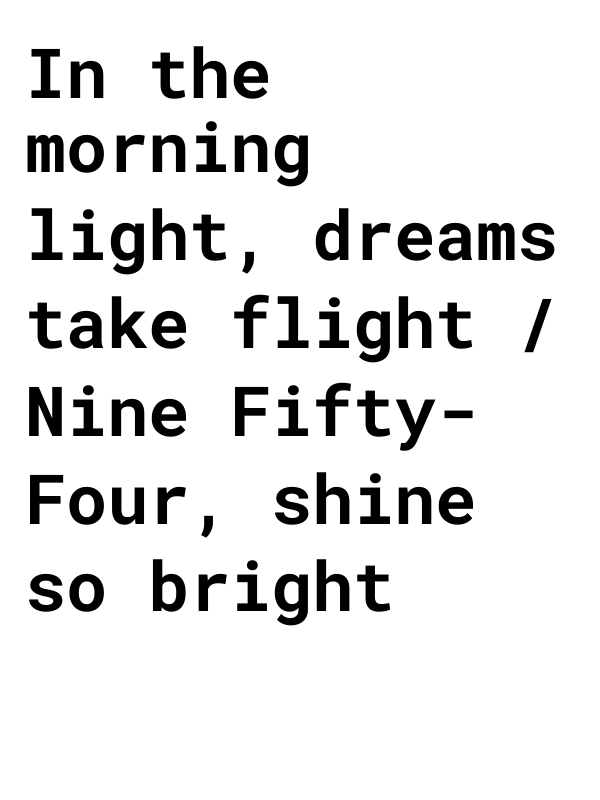 In the
morning
light, dreams
take flight /
Nine Fifty-
Four, shine
so bright